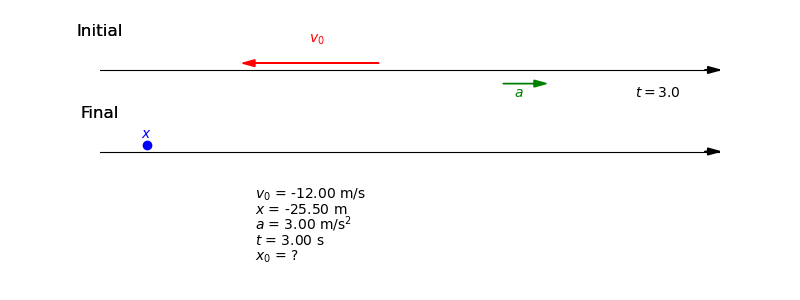 Initial
v₀
a
t = 3.0
Final
x
v₀ = -12.00 m/s
x = -25.50 m
a = 3.00 m/s²
t = 3.00 s
x₀ = ?